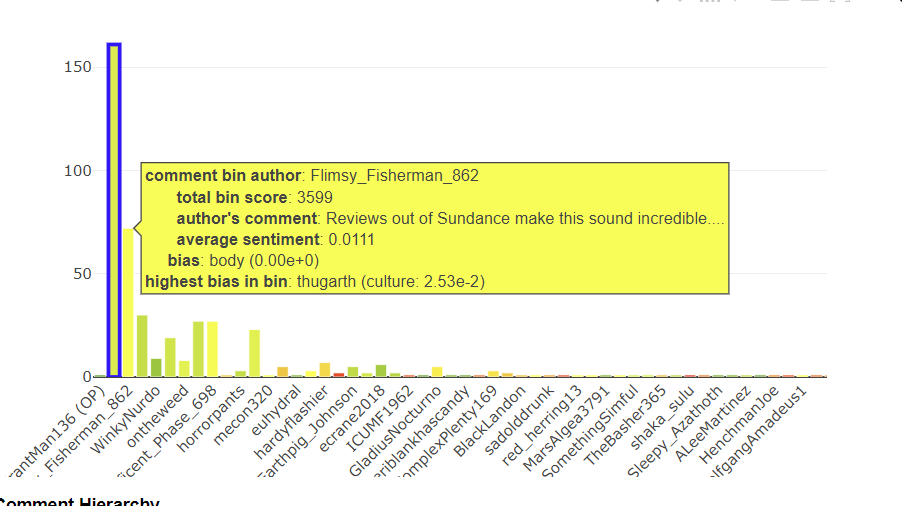 150
100
50
0
comment bin author: Flimsy_Fisherman_862
total bin score: 3599
author's comment: Reviews out of Sundance make this sound incredible....
average sentiment: 0.0111
bias: body (0.00e+0)
highest bias in bin: thugarth (culture: 2.53e-2)
rantMan136 (OP)
_Fisherman_862
WinkyNurdo
ontheweed
ficent_Phase_698
horrorpants
mecon320
euhydral
hardyflashier
Earthpig_Johnson
ecrane2018
ICUMF1962
GladiusNocturno
eriblankhascandy
omplexPlenty169
BlackLandon
sadolddrunk
red_herring13
MarsAlgea3791
SomethingSimful
TheBasher365
shaka_sulu
Sleepy_Azathoth
ALeeMartinez
HenchmanJoe
olfgangAmadeus1
Comment Hierarchy